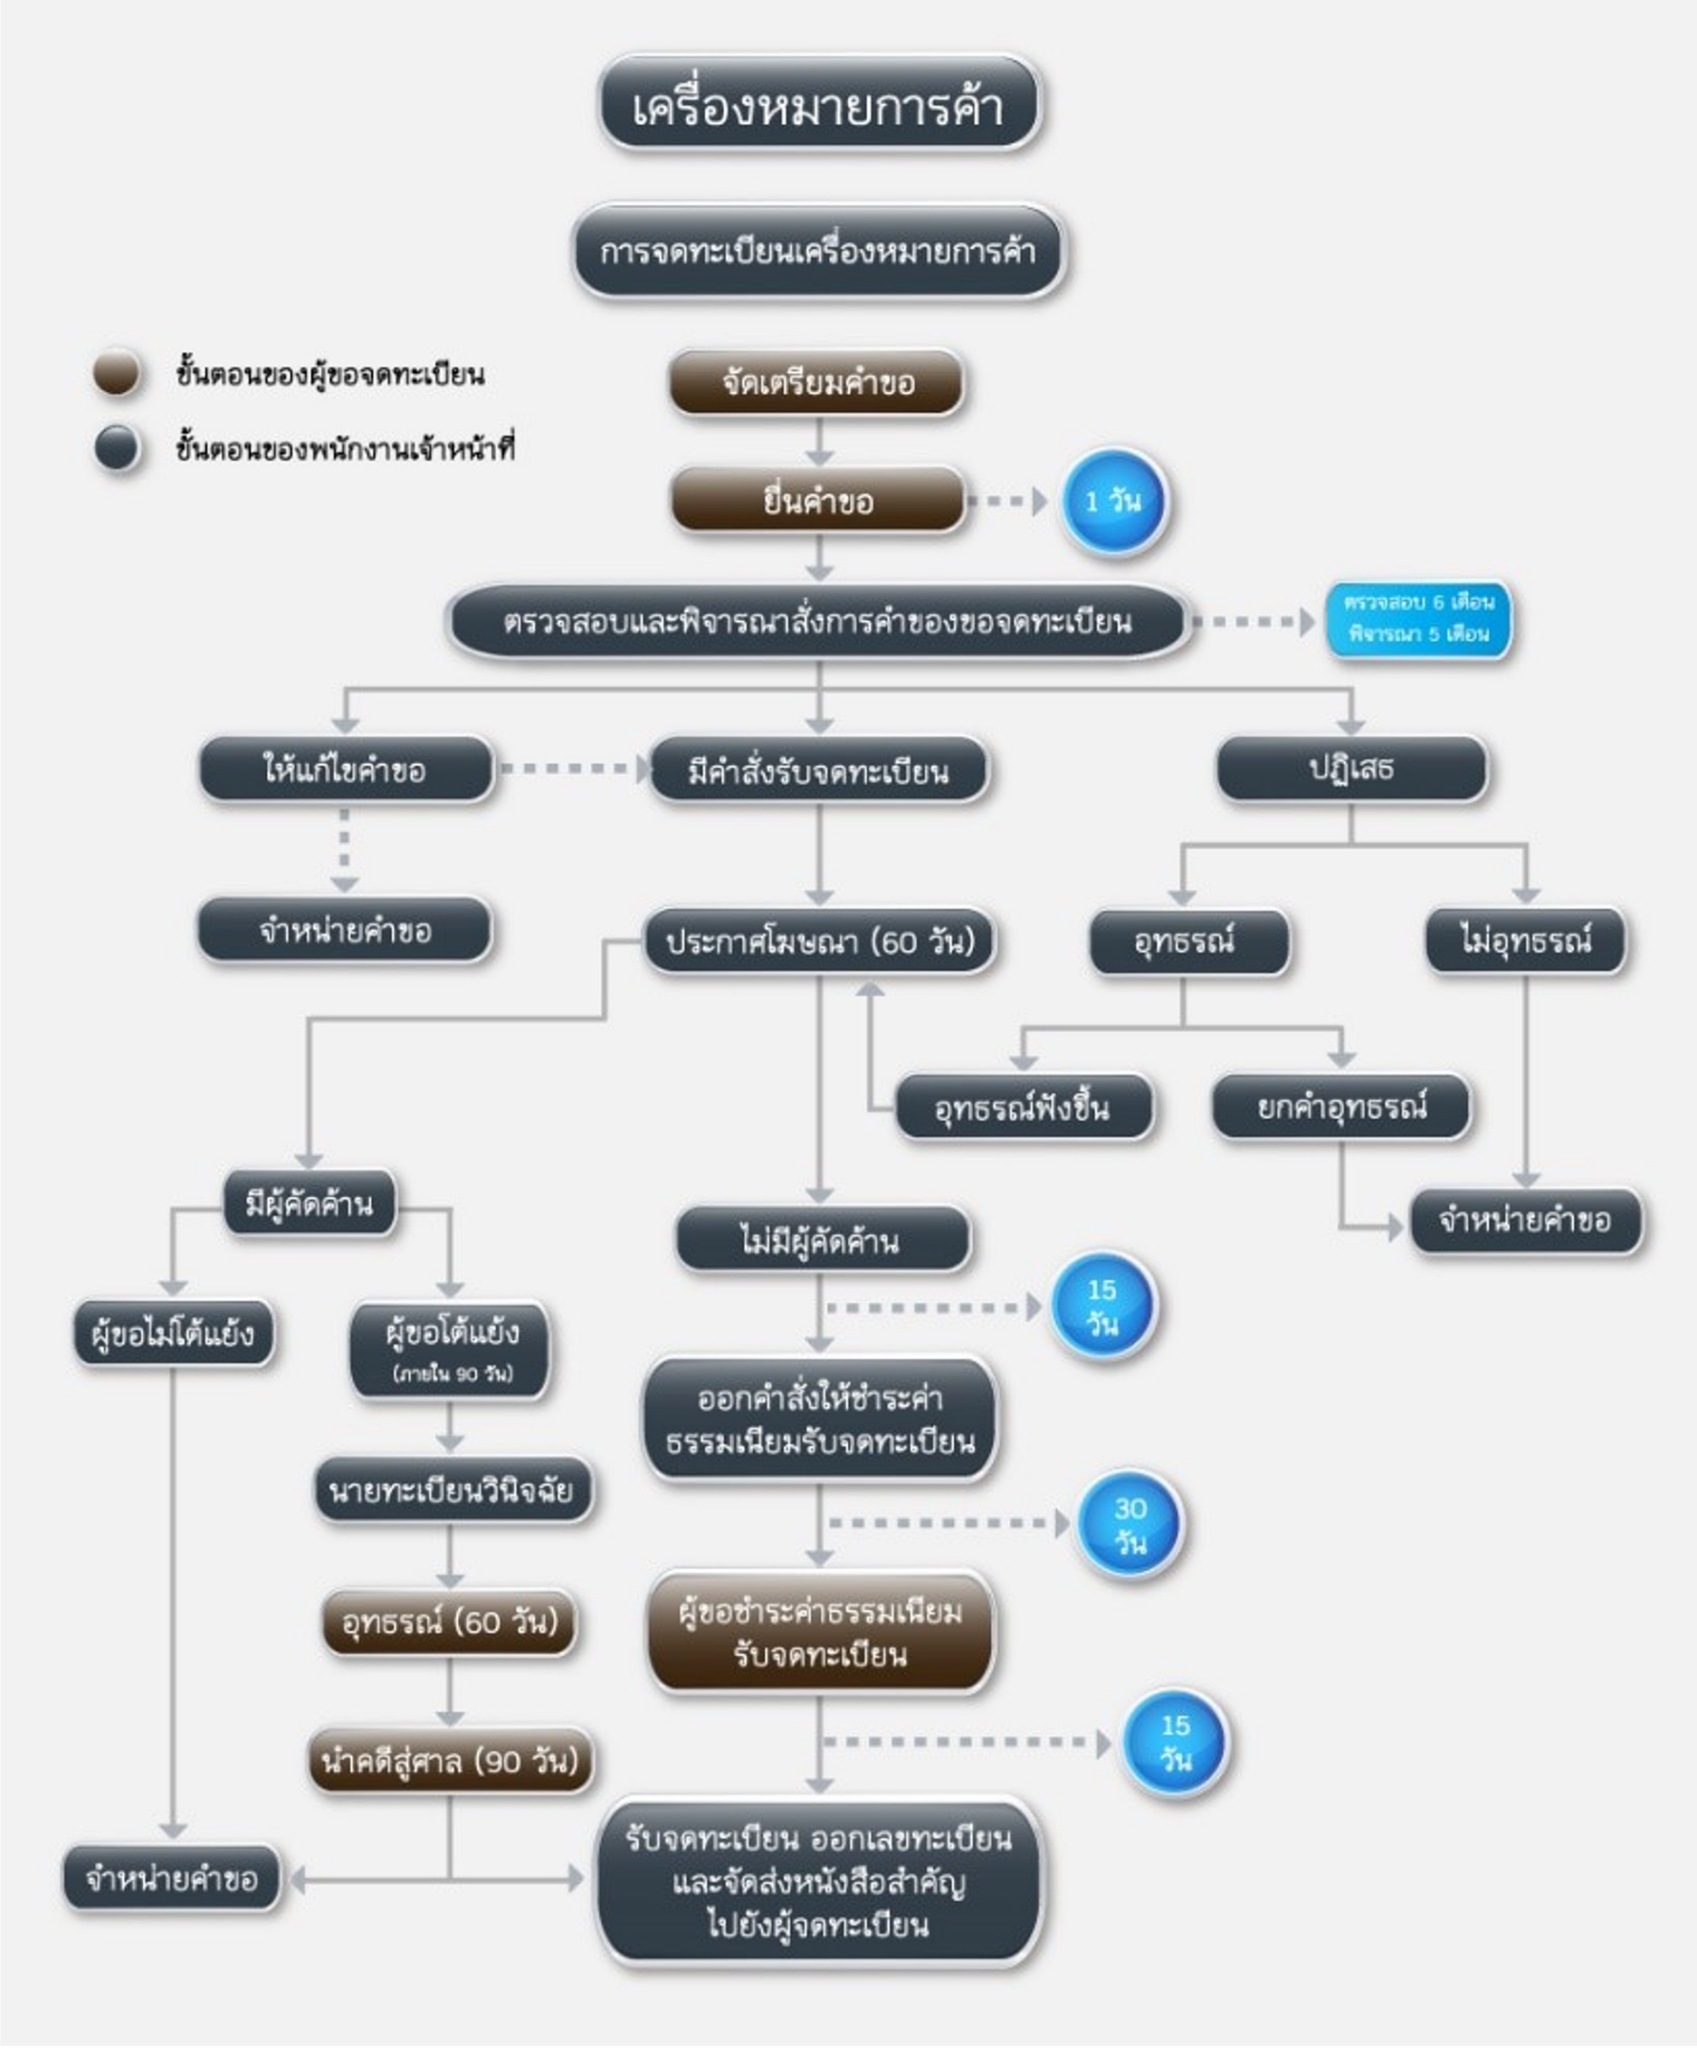 เครื่องหมายการค้า
การจดทะเบียนเครื่องหมายการค้า
ขั้นตอนของผู้ขอจดทะเบียน
ขั้นตอนของพนักงานเจ้าหน้าที่
จัดเตรียมคำขอ
ยื่นคำขอ
1 วัน
ตรวจสอบและพิจารณาสั่งการคำของขอจดทะเบียน
ตรวจสอบ 6 เดือน
พิจารณา 5 เดือน
ให้แก้ไขคำขอ
มีคำสั่งรับจดทะเบียน
ปฏิเสธ
จำหน่ายคำขอ
ประกาศโฆษณา (60 วัน)
อุทธรณ์
ไม่อุทธรณ์
อุทธรณ์ฟังขึ้น
ยกคำอุทธรณ์
มีผู้คัดค้าน
ไม่มีผู้คัดค้าน
จำหน่ายคำขอ
15
วัน
ผู้ขอไม่โต้แย้ง
ผู้ขอโต้แย้ง
(ภายใน 90 วัน)
ออกคำสั่งให้ชำระค่า
ธรรมเนียมรับจดทะเบียน
นายทะเบียนวินิจฉัย
30
วัน
อุทธรณ์ (60 วัน)
ผู้ขอชำระค่าธรรมเนียม
รับจดทะเบียน
นำคดีสู่ศาล (90 วัน)
15
วัน
จำหน่ายคำขอ
รับจดทะเบียน ออกเลขทะเบียน
และจัดส่งหนังสือสำคัญ
ไปยังผู้จดทะเบียน